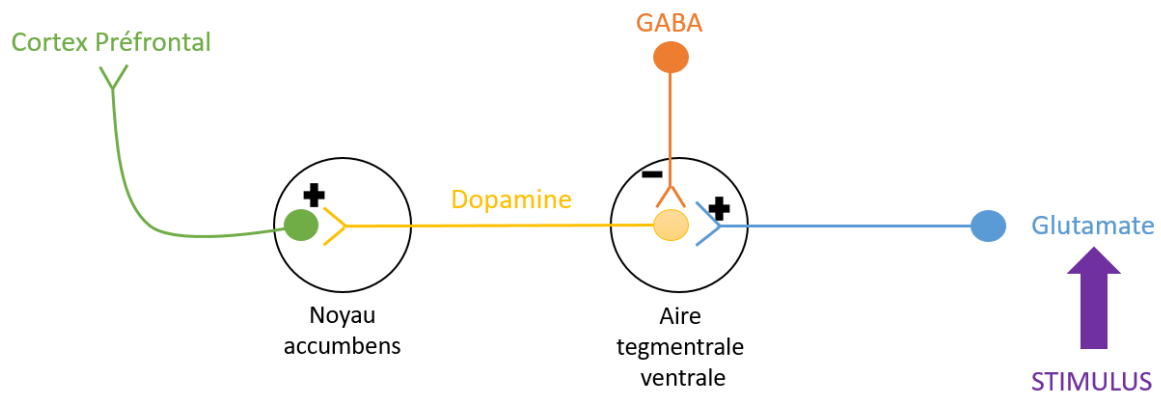 GABA
Cortex Préfrontal
+
-
+
Dopamine
Glutamate
Noyau
accumbens
Aire
tegmentrale
ventrale
STIMULUS